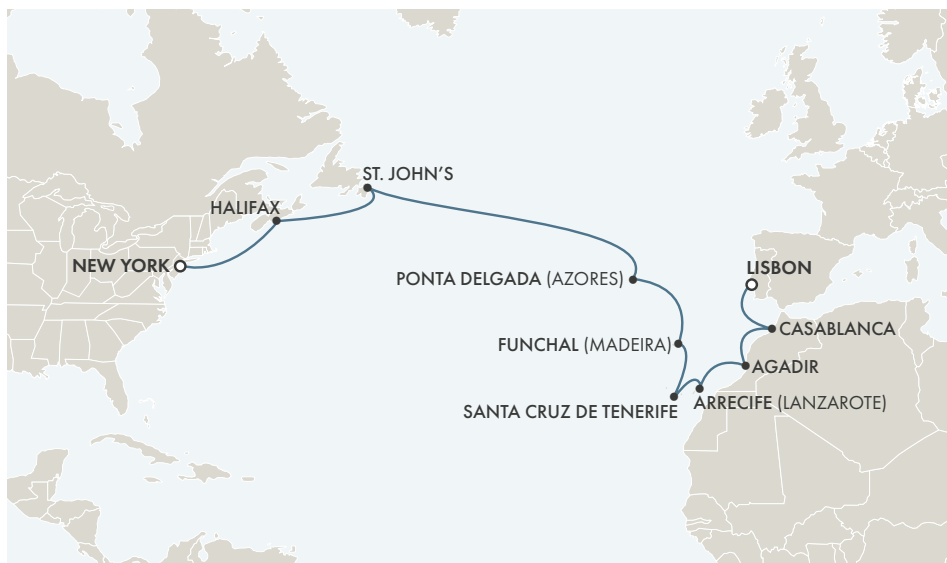 ST. JOHN'S
HALIFAX
NEW YORK
LISBON
PONTA DELGADA (AZORES)
CASABLANCA
FUNCHAL (MADEIRA)
AGADIR
ARRECIFE (LANZAROTE)
SANTA CRUZ DE TENERIFE